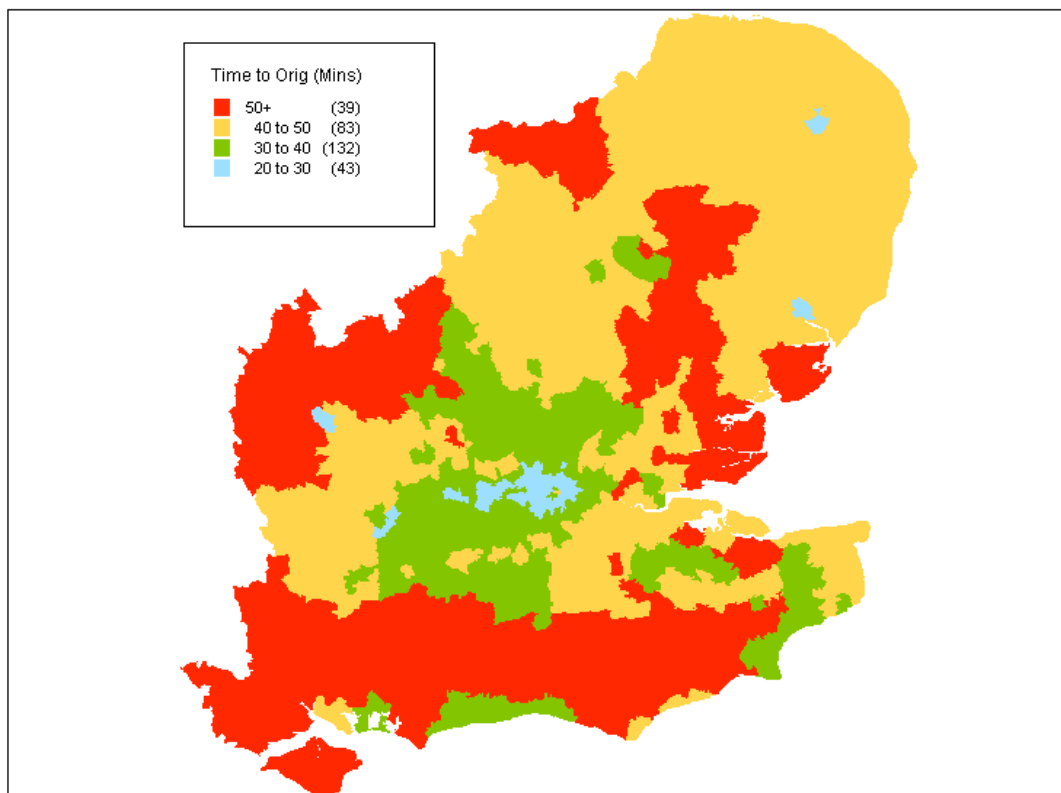 Time to Orig (Mins)
50+ (39)
40 to 50 (83)
30 to 40 (132)
20 to 30 (43)